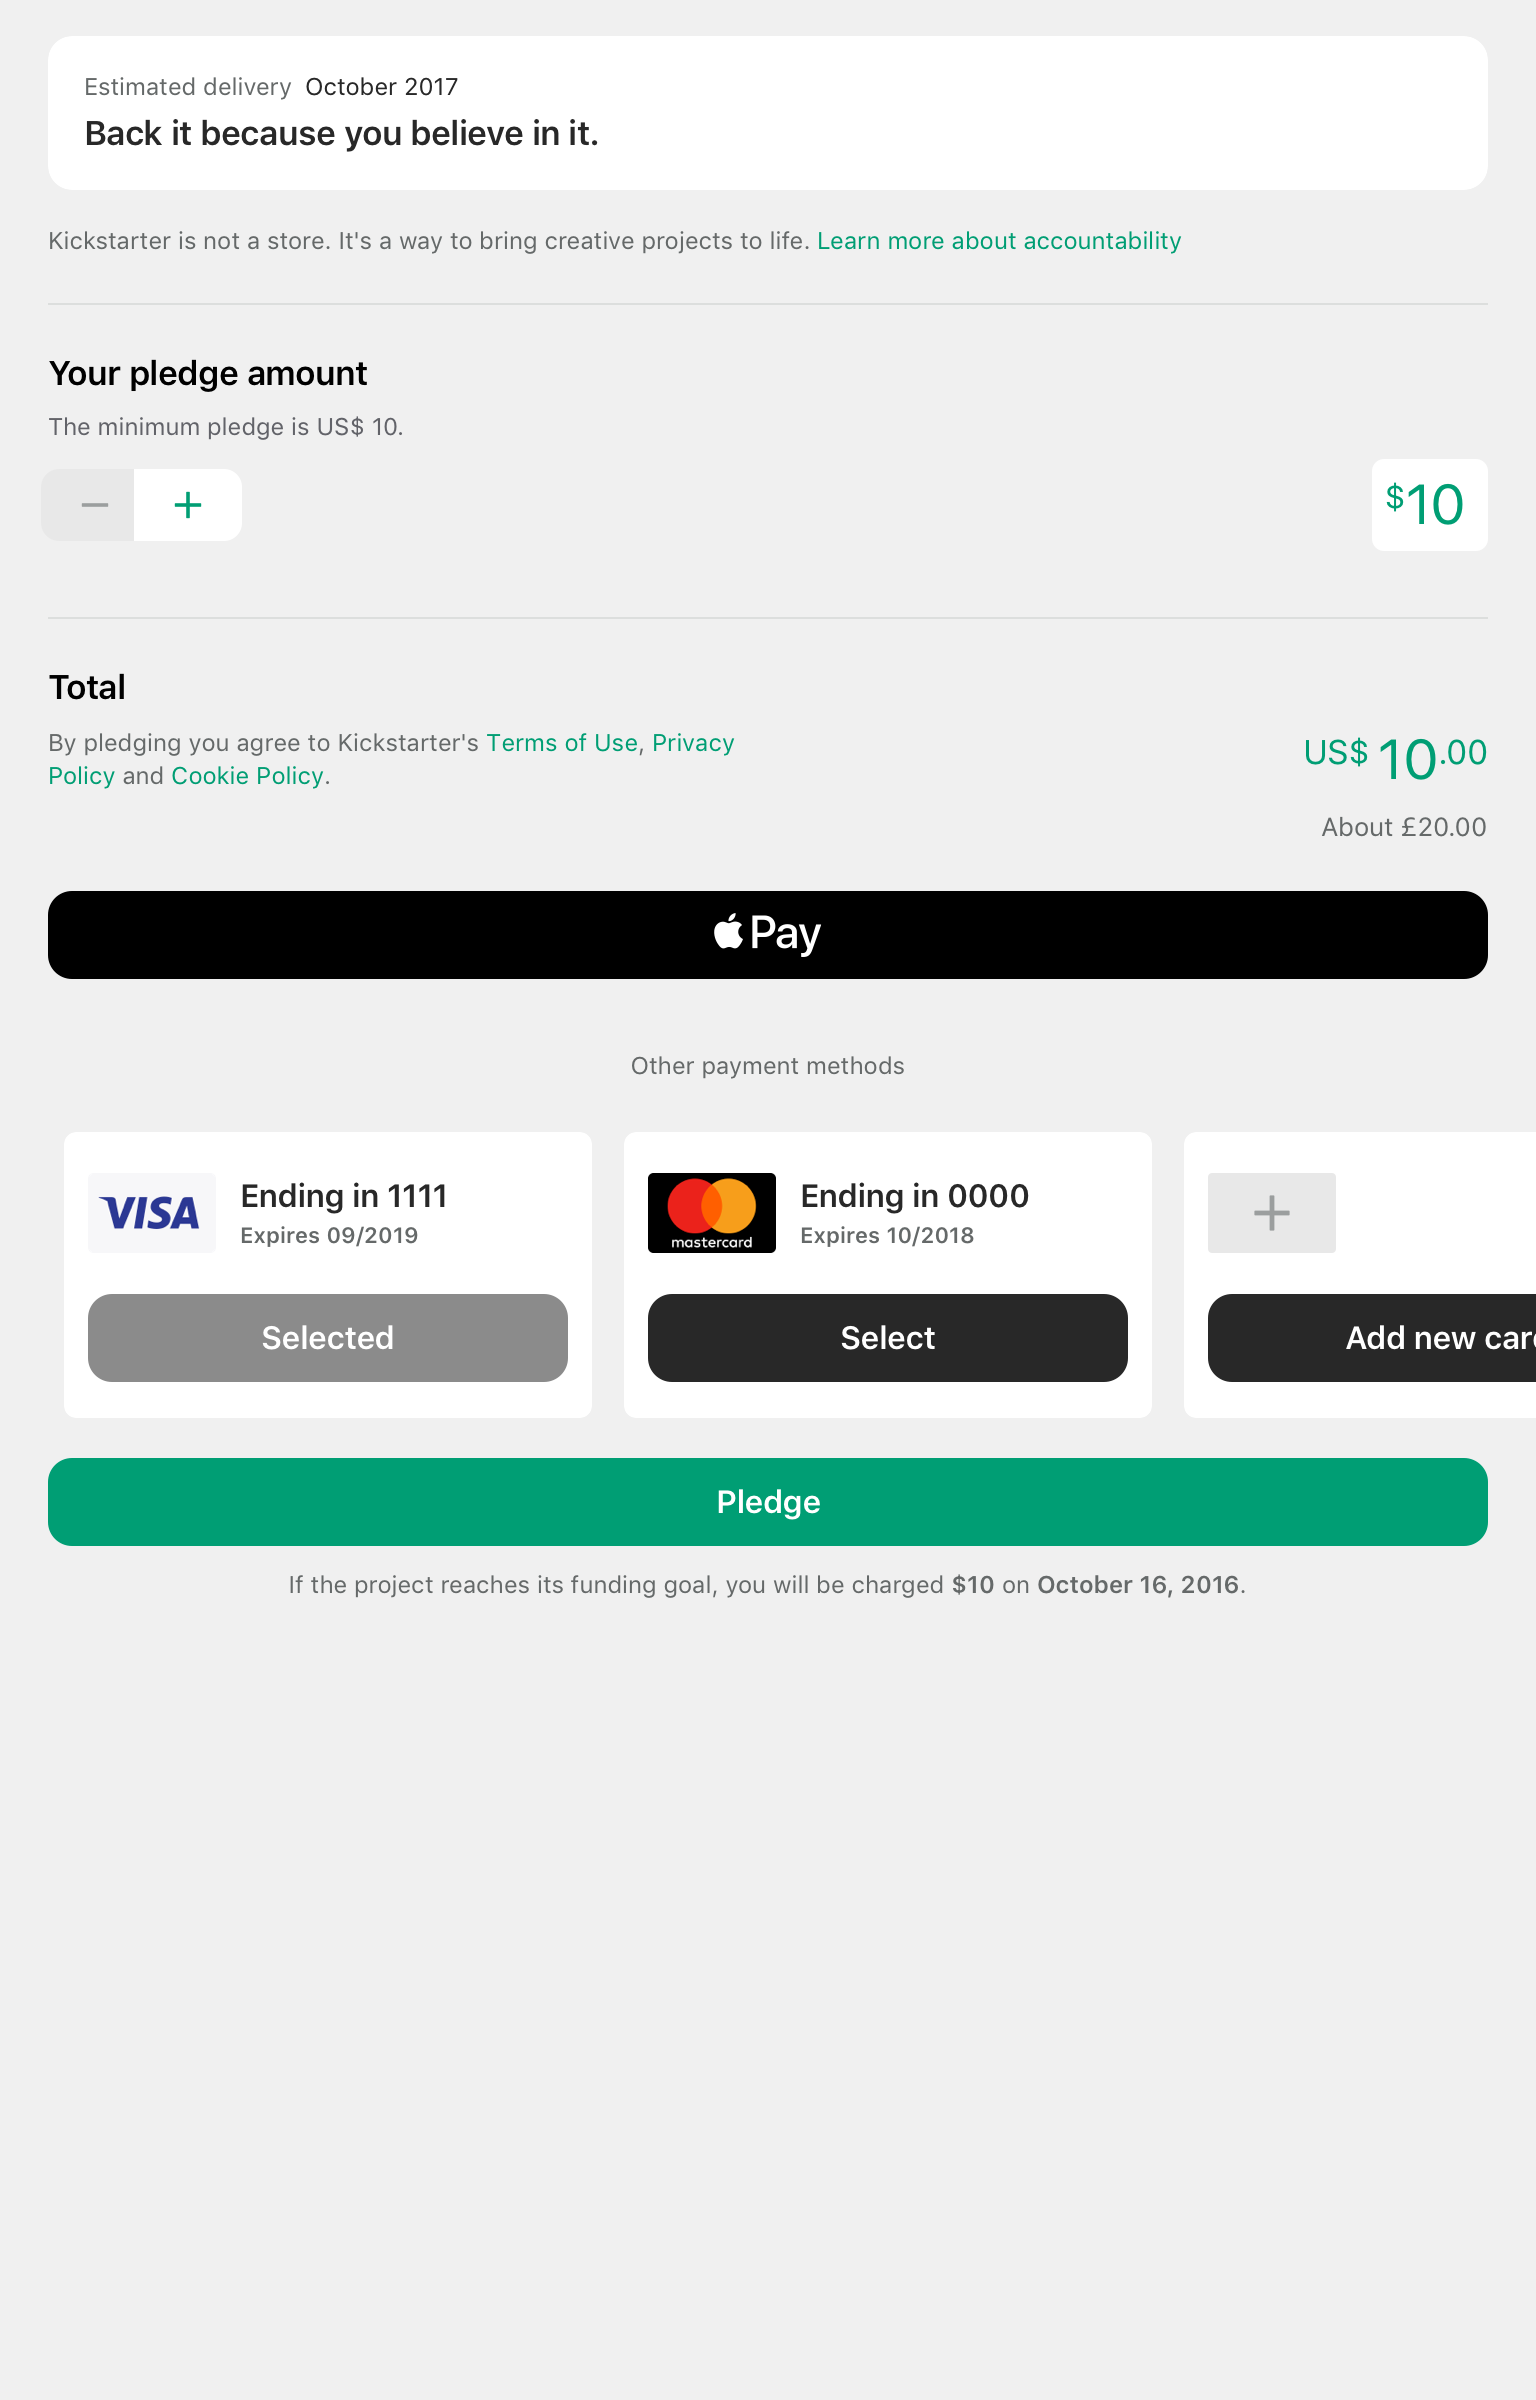 Estimated delivery October 2017
Back it because you believe in it.
Kickstarter is not a store. It's a way to bring creative projects to life. Learn more about accountability
Your pledge amount
The minimum pledge is US$ 10.
− +
$10
Total
By pledging you agree to Kickstarter's Terms of Use, Privacy
Policy and Cookie Policy.
US$ 10.00
About £20.00
Pay
Other payment methods
VISA
Ending in 1111
Expires 09/2019
Selected
mastercard
Ending in 0000
Expires 10/2018
Select
+
Add new car
Pledge
If the project reaches its funding goal, you will be charged $10 on October 16, 2016.